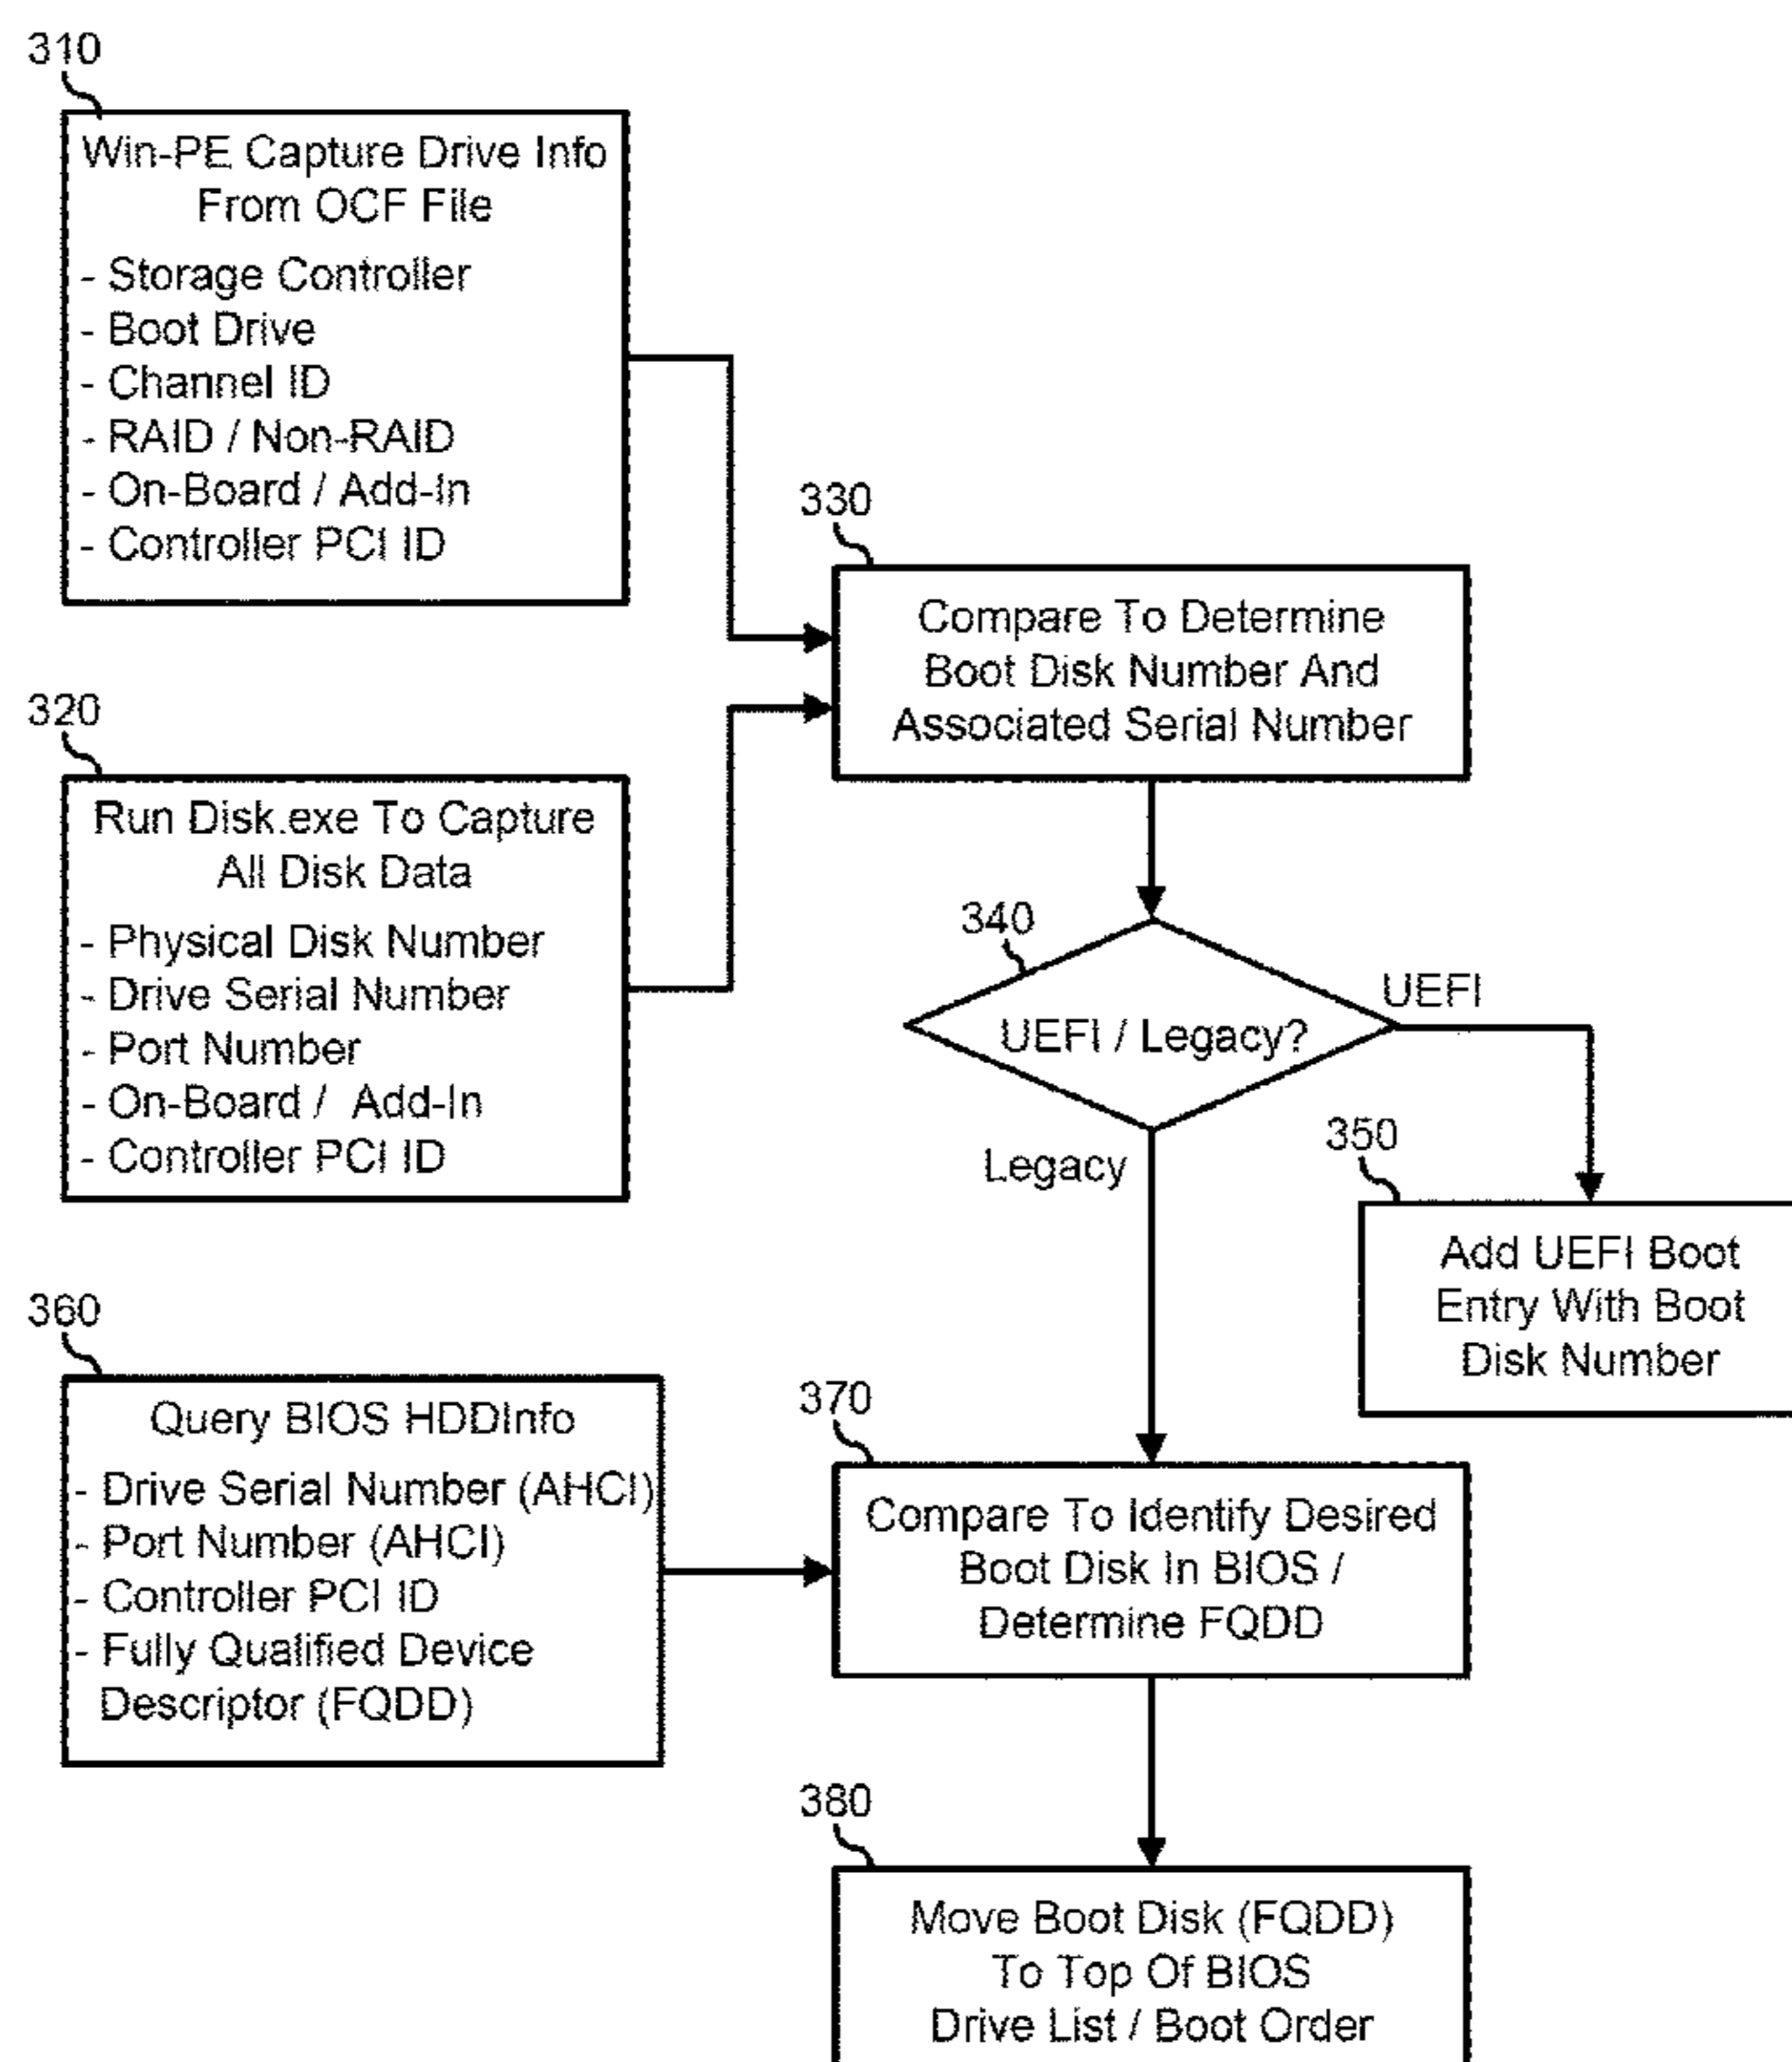 310
Win-PE Capture Drive Info
From OCF File
- Storage Controller
- Boot Drive
- Channel ID
- RAID / Non-RAID
- On-Board / Add-In
- Controller PCI ID
320
Run Disk.exe To Capture
All Disk Data
- Physical Disk Number
- Drive Serial Number
- Port Number
- On-Board / Add-In
- Controller PCI ID
330
Compare To Determine
Boot Disk Number And
Associated Serial Number
340
UEFI / Legacy?
UEFI
Legacy
350
Add UEFI Boot
Entry With Boot
Disk Number
360
Query BIOS HDDInfo
- Drive Serial Number (AHCI)
- Port Number (AHCI)
- Controller PCI ID
- Fully Qualified Device
Descriptor (FQDD)
370
Compare To Identify Desired
Boot Disk In BIOS /
Determine FQDD
380
Move Boot Disk (FQDD)
To Top Of BIOS
Drive List / Boot Order